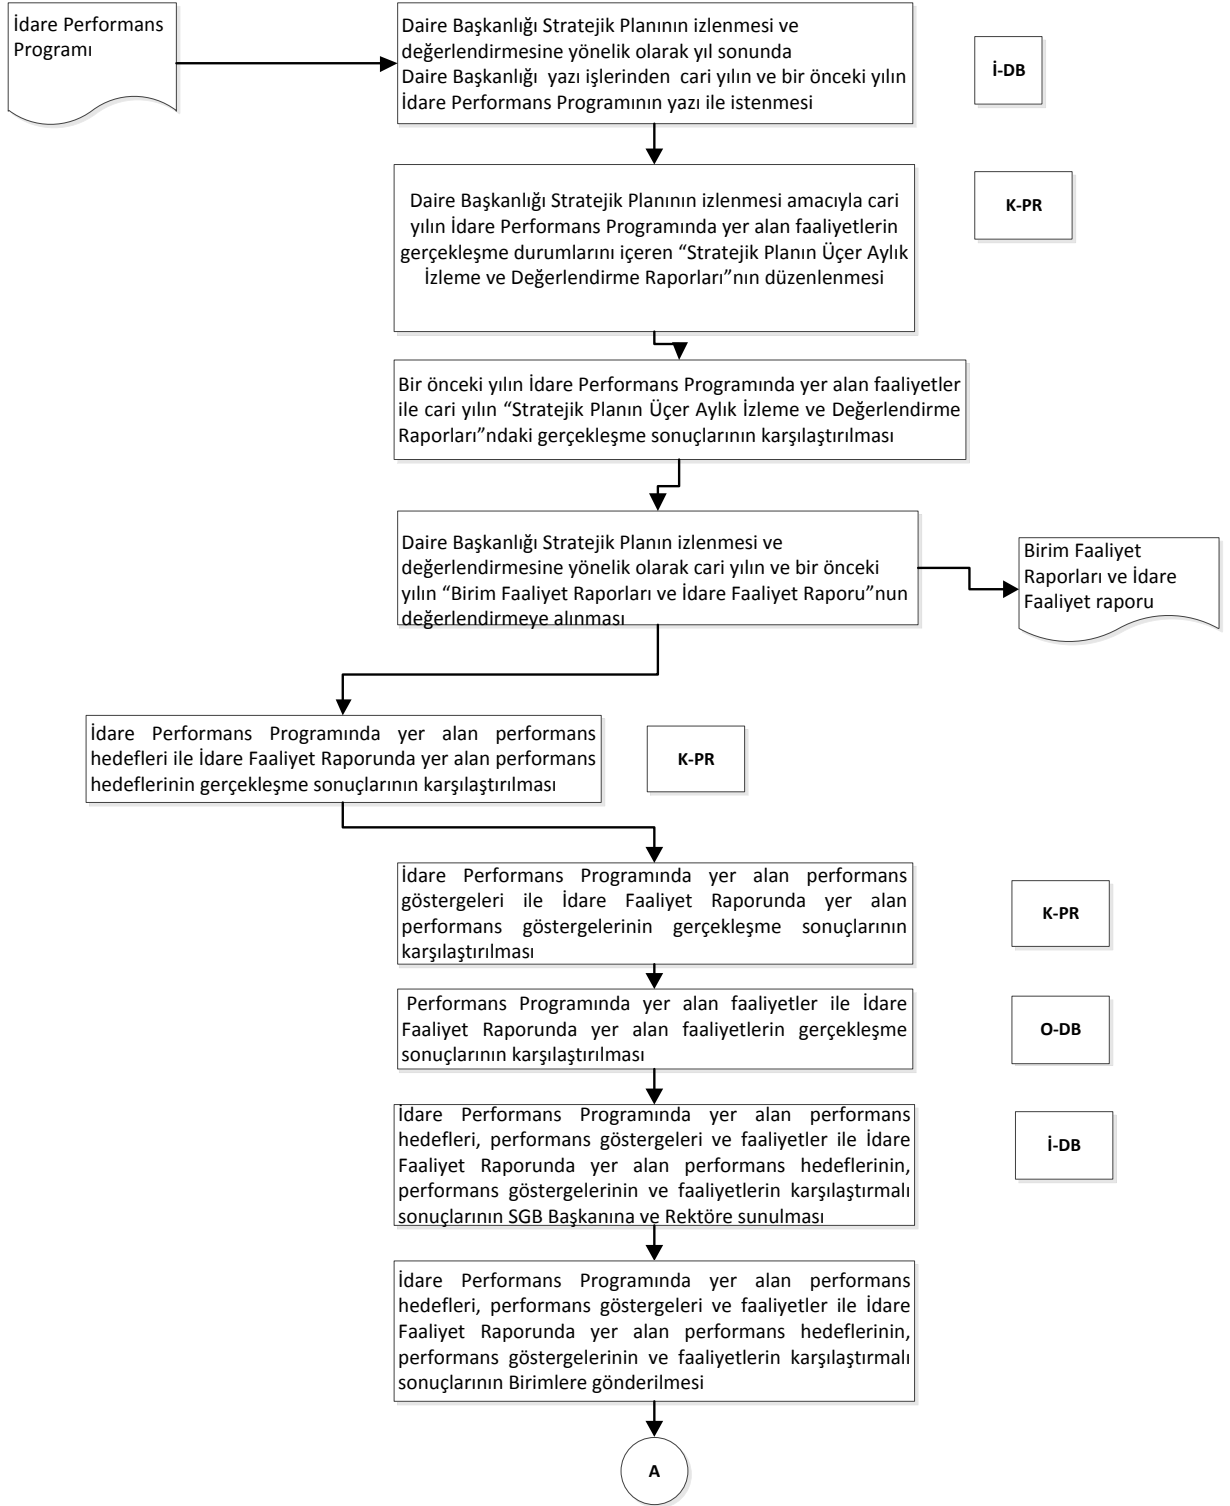 İdare Performans
Programı
Daire Başkanlığı Stratejik Planının izlenmesi ve
değerlendirmesine yönelik olarak yıl sonunda
Daire Başkanlığı yazı işlerinden cari yılın ve bir önceki yılın
İdare Performans Programının yazı ile istenmesi
İ-DB
Daire Başkanlığı Stratejik Planının izlenmesi amacıyla cari
yılın İdare Performans Programında yer alan faaliyetlerin
gerçekleşme durumlarını içeren “Stratejik Planın Üçer Aylık
İzleme ve Değerlendirme Raporları”nın düzenlenmesi
K-PR
Bir önceki yılın İdare Performans Programında yer alan faaliyetler
ile cari yılın “Stratejik Planın Üçer Aylık İzleme ve Değerlendirme
Raporları”ndaki gerçekleşme sonuçlarının karşılaştırılması
Daire Başkanlığı Stratejik Planın izlenmesi ve
değerlendirmesine yönelik olarak cari yılın ve bir önceki
yılın “Birim Faaliyet Raporları ve İdare Faaliyet Raporu”nun
değerlendirmeye alınması
Birim Faaliyet
Raporları ve İdare
Faaliyet raporu
İdare Performans Programında yer alan performans
hedefleri ile İdare Faaliyet Raporunda yer alan performans
hedeflerinin gerçekleşme sonuçlarının karşılaştırılması
K-PR
İdare Performans Programında yer alan performans
göstergeleri ile İdare Faaliyet Raporunda yer alan
performans göstergelerinin gerçekleşme sonuçlarının
karşılaştırılması
K-PR
Performans Programında yer alan faaliyetler ile İdare
Faaliyet Raporunda yer alan faaliyetlerin gerçekleşme
sonuçlarının karşılaştırılması
O-DB
İdare Performans Programında yer alan performans
hedefleri, performans göstergeleri ve faaliyetler ile İdare
Faaliyet Raporunda yer alan performans hedeflerinin,
performans göstergelerinin ve faaliyetlerin karşılaştırmalı
sonuçlarının SGB Başkanına ve Rektöre sunulması
İ-DB
İdare Performans Programında yer alan performans
hedefleri, performans göstergeleri ve faaliyetler ile İdare
Faaliyet Raporunda yer alan performans hedeflerinin,
performans göstergelerinin ve faaliyetlerin karşılaştırmalı
sonuçlarının Birimlere gönderilmesi
A